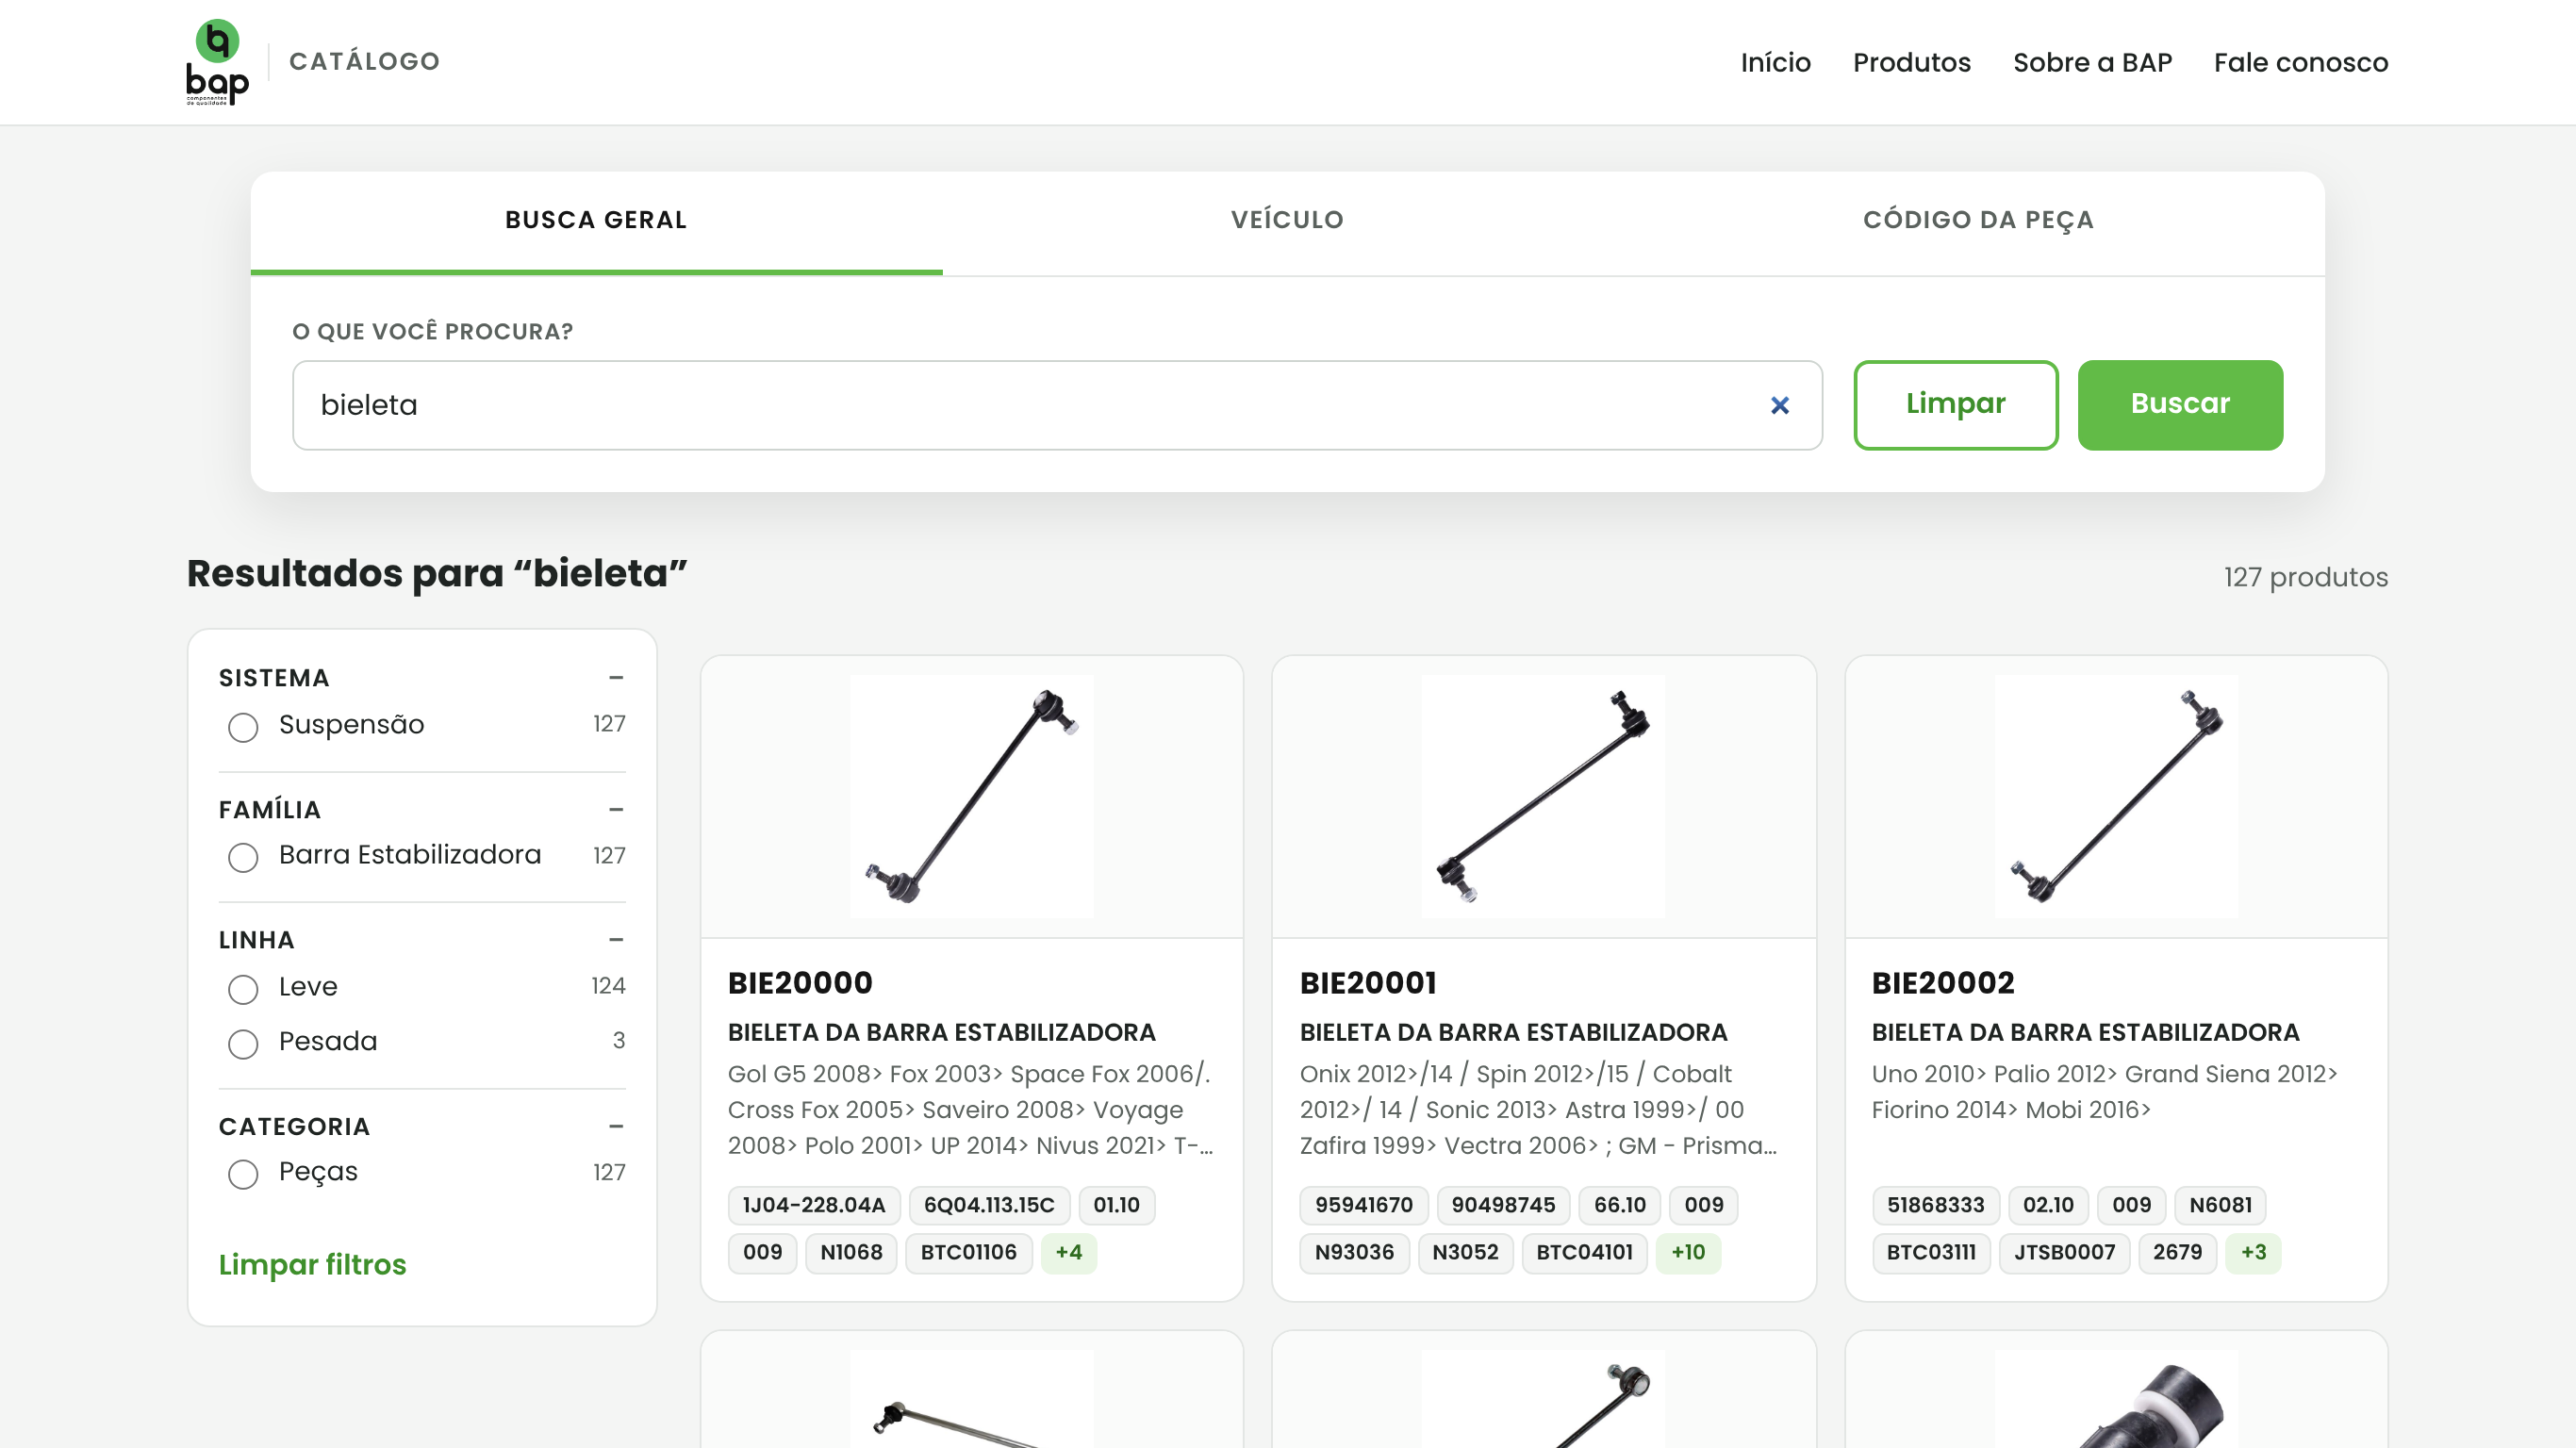 bap
componentes
de qualidade
CATÁLOGO
Início
Produtos
Sobre a BAP
Fale conosco
BUSCA GERAL
VEÍCULO
CÓDIGO DA PEÇA
O QUE VOCÊ PROCURA?
bieleta
Limpar
Buscar
Resultados para “bieleta”
127 produtos
SISTEMA
Suspensão 127
FAMÍLIA
Barra Estabilizadora 127
LINHA
Leve 124
Pesada 3
CATEGORIA
Peças 127
Limpar filtros
BIE20000
BIELETA DA BARRA ESTABILIZADORA
Gol G5 2008> Fox 2003> Space Fox 2006/.
Cross Fox 2005> Saveiro 2008> Voyage
2008> Polo 2001> UP 2014> Nivus 2021> T-...
1J04-228.04A 6Q04.113.15C 01.10
009 N1068 BTC01106 +4
BIE20001
BIELETA DA BARRA ESTABILIZADORA
Onix 2012>/14 / Spin 2012>/15 / Cobalt
2012>/ 14 / Sonic 2013> Astra 1999>/ 00
Zafira 1999> Vectra 2006> ; GM - Prisma...
95941670 90498745 66.10 009
N93036 N3052 BTC04101 +10
BIE20002
BIELETA DA BARRA ESTABILIZADORA
Uno 2010> Palio 2012> Grand Siena 2012>
Fiorino 2014> Mobi 2016>
51868333 02.10 009 N6081
BTC03111 JTSB0007 2679 +3